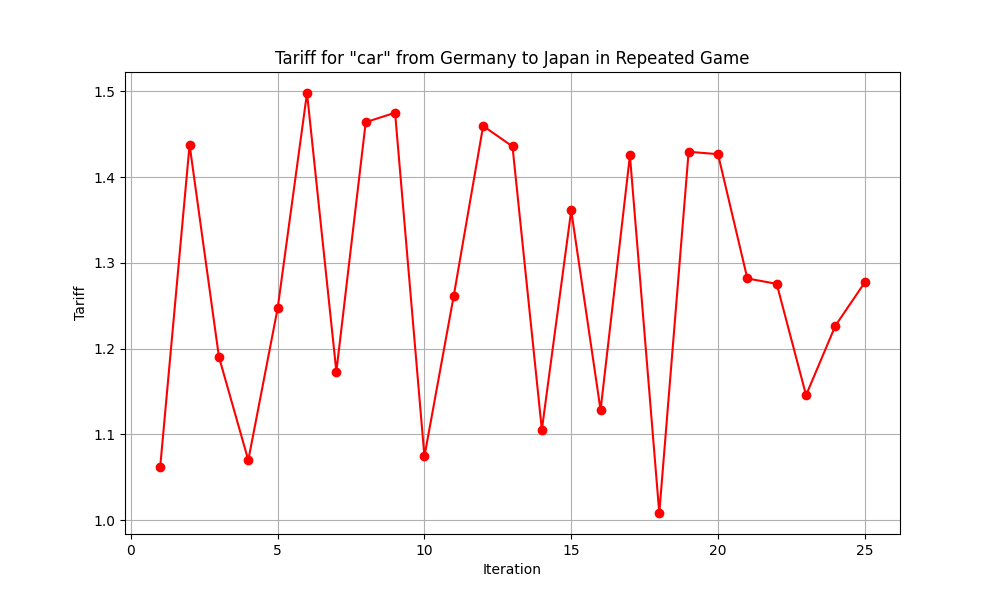 Tariff for "car" from Germany to Japan in Repeated Game
Tariff
1.5
1.4
1.3
1.2
1.1
1.0
0 5 10 15 20 25
Iteration